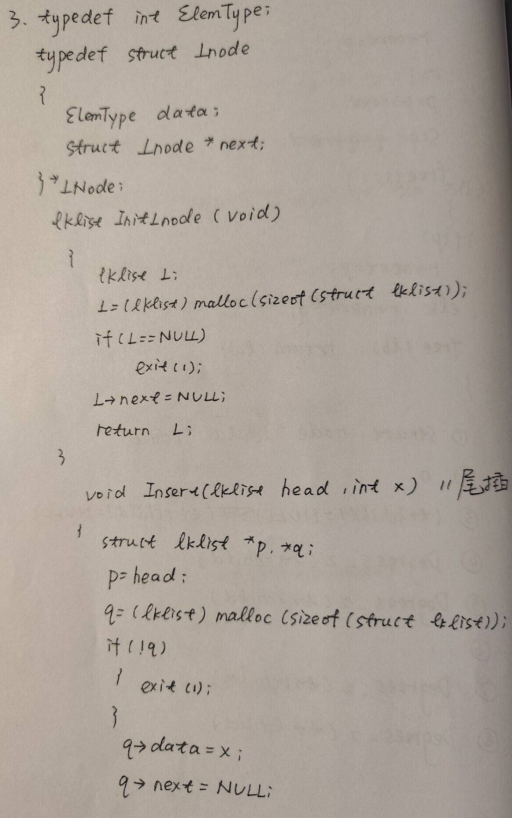 3. typedef int ElemType;
typedef struct Lnode
{
ElemType data;
struct Lnode *next;
}*LNode;
lklist InitLnode (void)
{
lklist L;
L=(lklist) malloc(sizeof(struct lklist));
if(L==NULL)
exit(1);
L→next=NULL;
return L;
}
void Insert(lklist head, int x) // 尾插
{ struct lklist *p, *q;
p=head;
q=(lklist) malloc (sizeof(struct lklist));
if(!q)
{ exit(1);
}
q→data=x;
q→next=NULL;